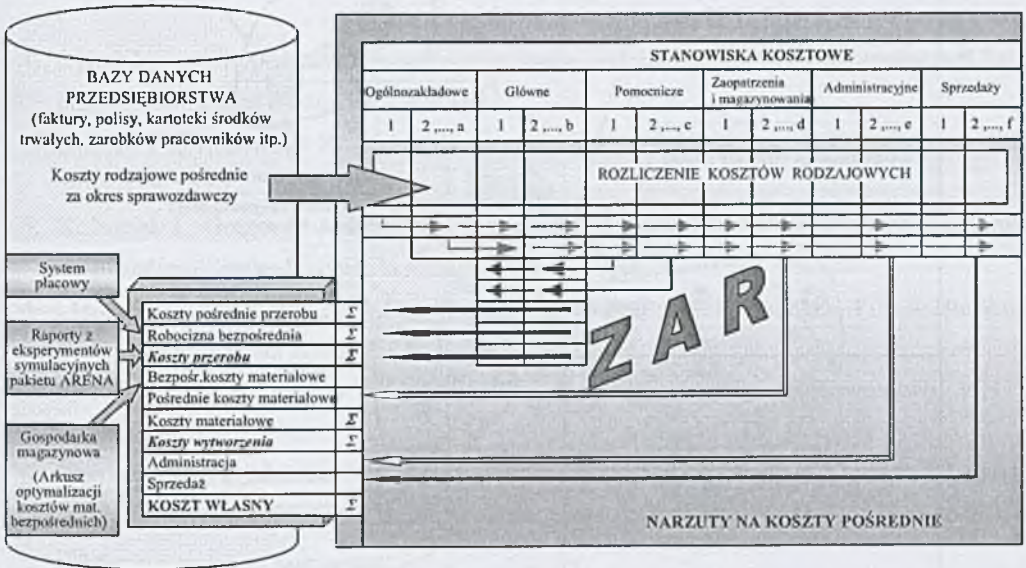 BAZY DANYCH
PRZEDSIĘBIORSTWA
(faktury, polisy, kartoteki środków
trwałych, zarobków pracowników itp.)
Koszty rodzajowe pośrednie
za okres sprawozdawczy
STANOWISKA KOSZTOWE
Ogólnozakładowe
Główne
Pomocnicze
Zaopatrzenia
i magazynowania
Administracyjne
Sprzedaży
1 2 ,..., a 1 2 ,..., b 1 2 ,..., c 1 2 ,..., d 1 2 ,..., e 1 2 ,..., f
ROZLICZENIE KOSZTÓW RODZAJOWYCH
System
płacowy
Raporty z
eksperymentów
symulacyjnych
pakietu ARENA
Gospodarka
magazynowa
(Arkusz
optymalizacji
kosztów mat.
bezpośrednich)
Koszty pośrednie przerobu Σ
Robocizna bezpośrednia Σ
Koszty przerobu Σ
Bezpośr.koszty materiałowe
Pośrednie koszty materiałowe
Koszty materiałowe Σ
Koszty wytworzenia Σ
Administracja
Sprzedaż
KOSZT WŁASNY Σ
ZAR
NARZUTY NA KOSZTY POŚREDNIE